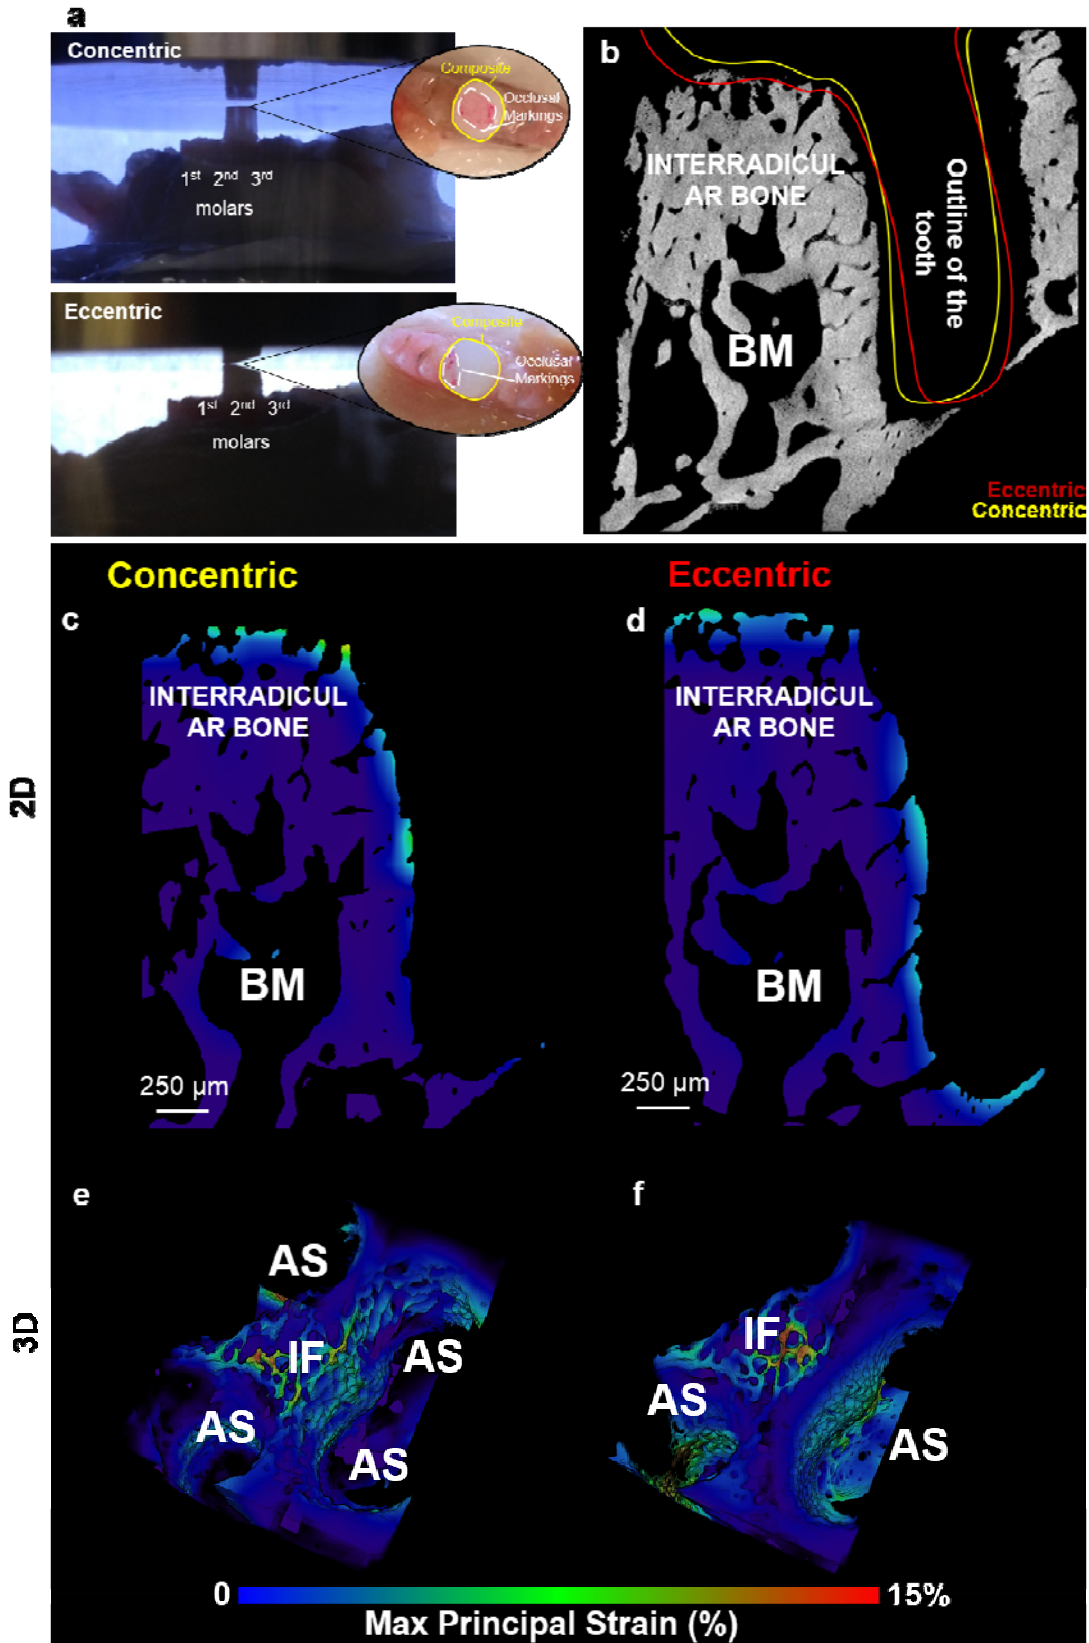 a
Concentric
Composite
Occlusal
Markings
1st 2nd 3rd
molars
Eccentric
Composite
Occlusal
Markings
1st 2nd 3rd
molars
b
INTERRADICUL
AR BONE
BM
Outline of the
tooth
Eccentric
Concentric
2D
Concentric
c
INTERRADICUL
AR BONE
BM
250 µm
Eccentric
d
INTERRADICUL
AR BONE
BM
250 µm
3D
e
AS
IF
AS
AS
AS
f
IF
AS
AS
0
15%
Max Principal Strain (%)